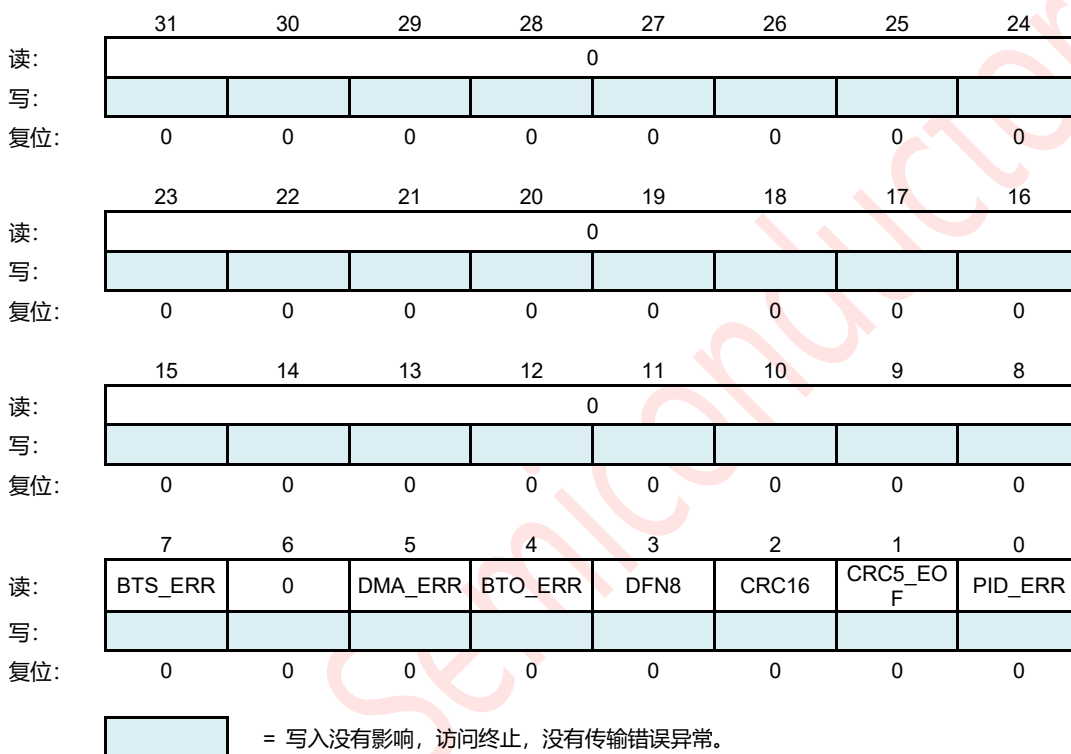 31 30 29 28 27 26 25 24
读: 0
写:
复位: 0 0 0 0 0 0 0 0
23 22 21 20 19 18 17 16
读: 0
写:
复位: 0 0 0 0 0 0 0 0
15 14 13 12 11 10 9 8
读: 0
写:
复位: 0 0 0 0 0 0 0 0
7 6 5 4 3 2 1 0
读: BTS_ERR 0 DMA_ERR BTO_ERR DFN8 CRC16 CRC5_EO F PID_ERR
写:
复位: 0 0 0 0 0 0 0 0
= 写入没有影响，访问终止，没有传输错误异常。
Semiconductor